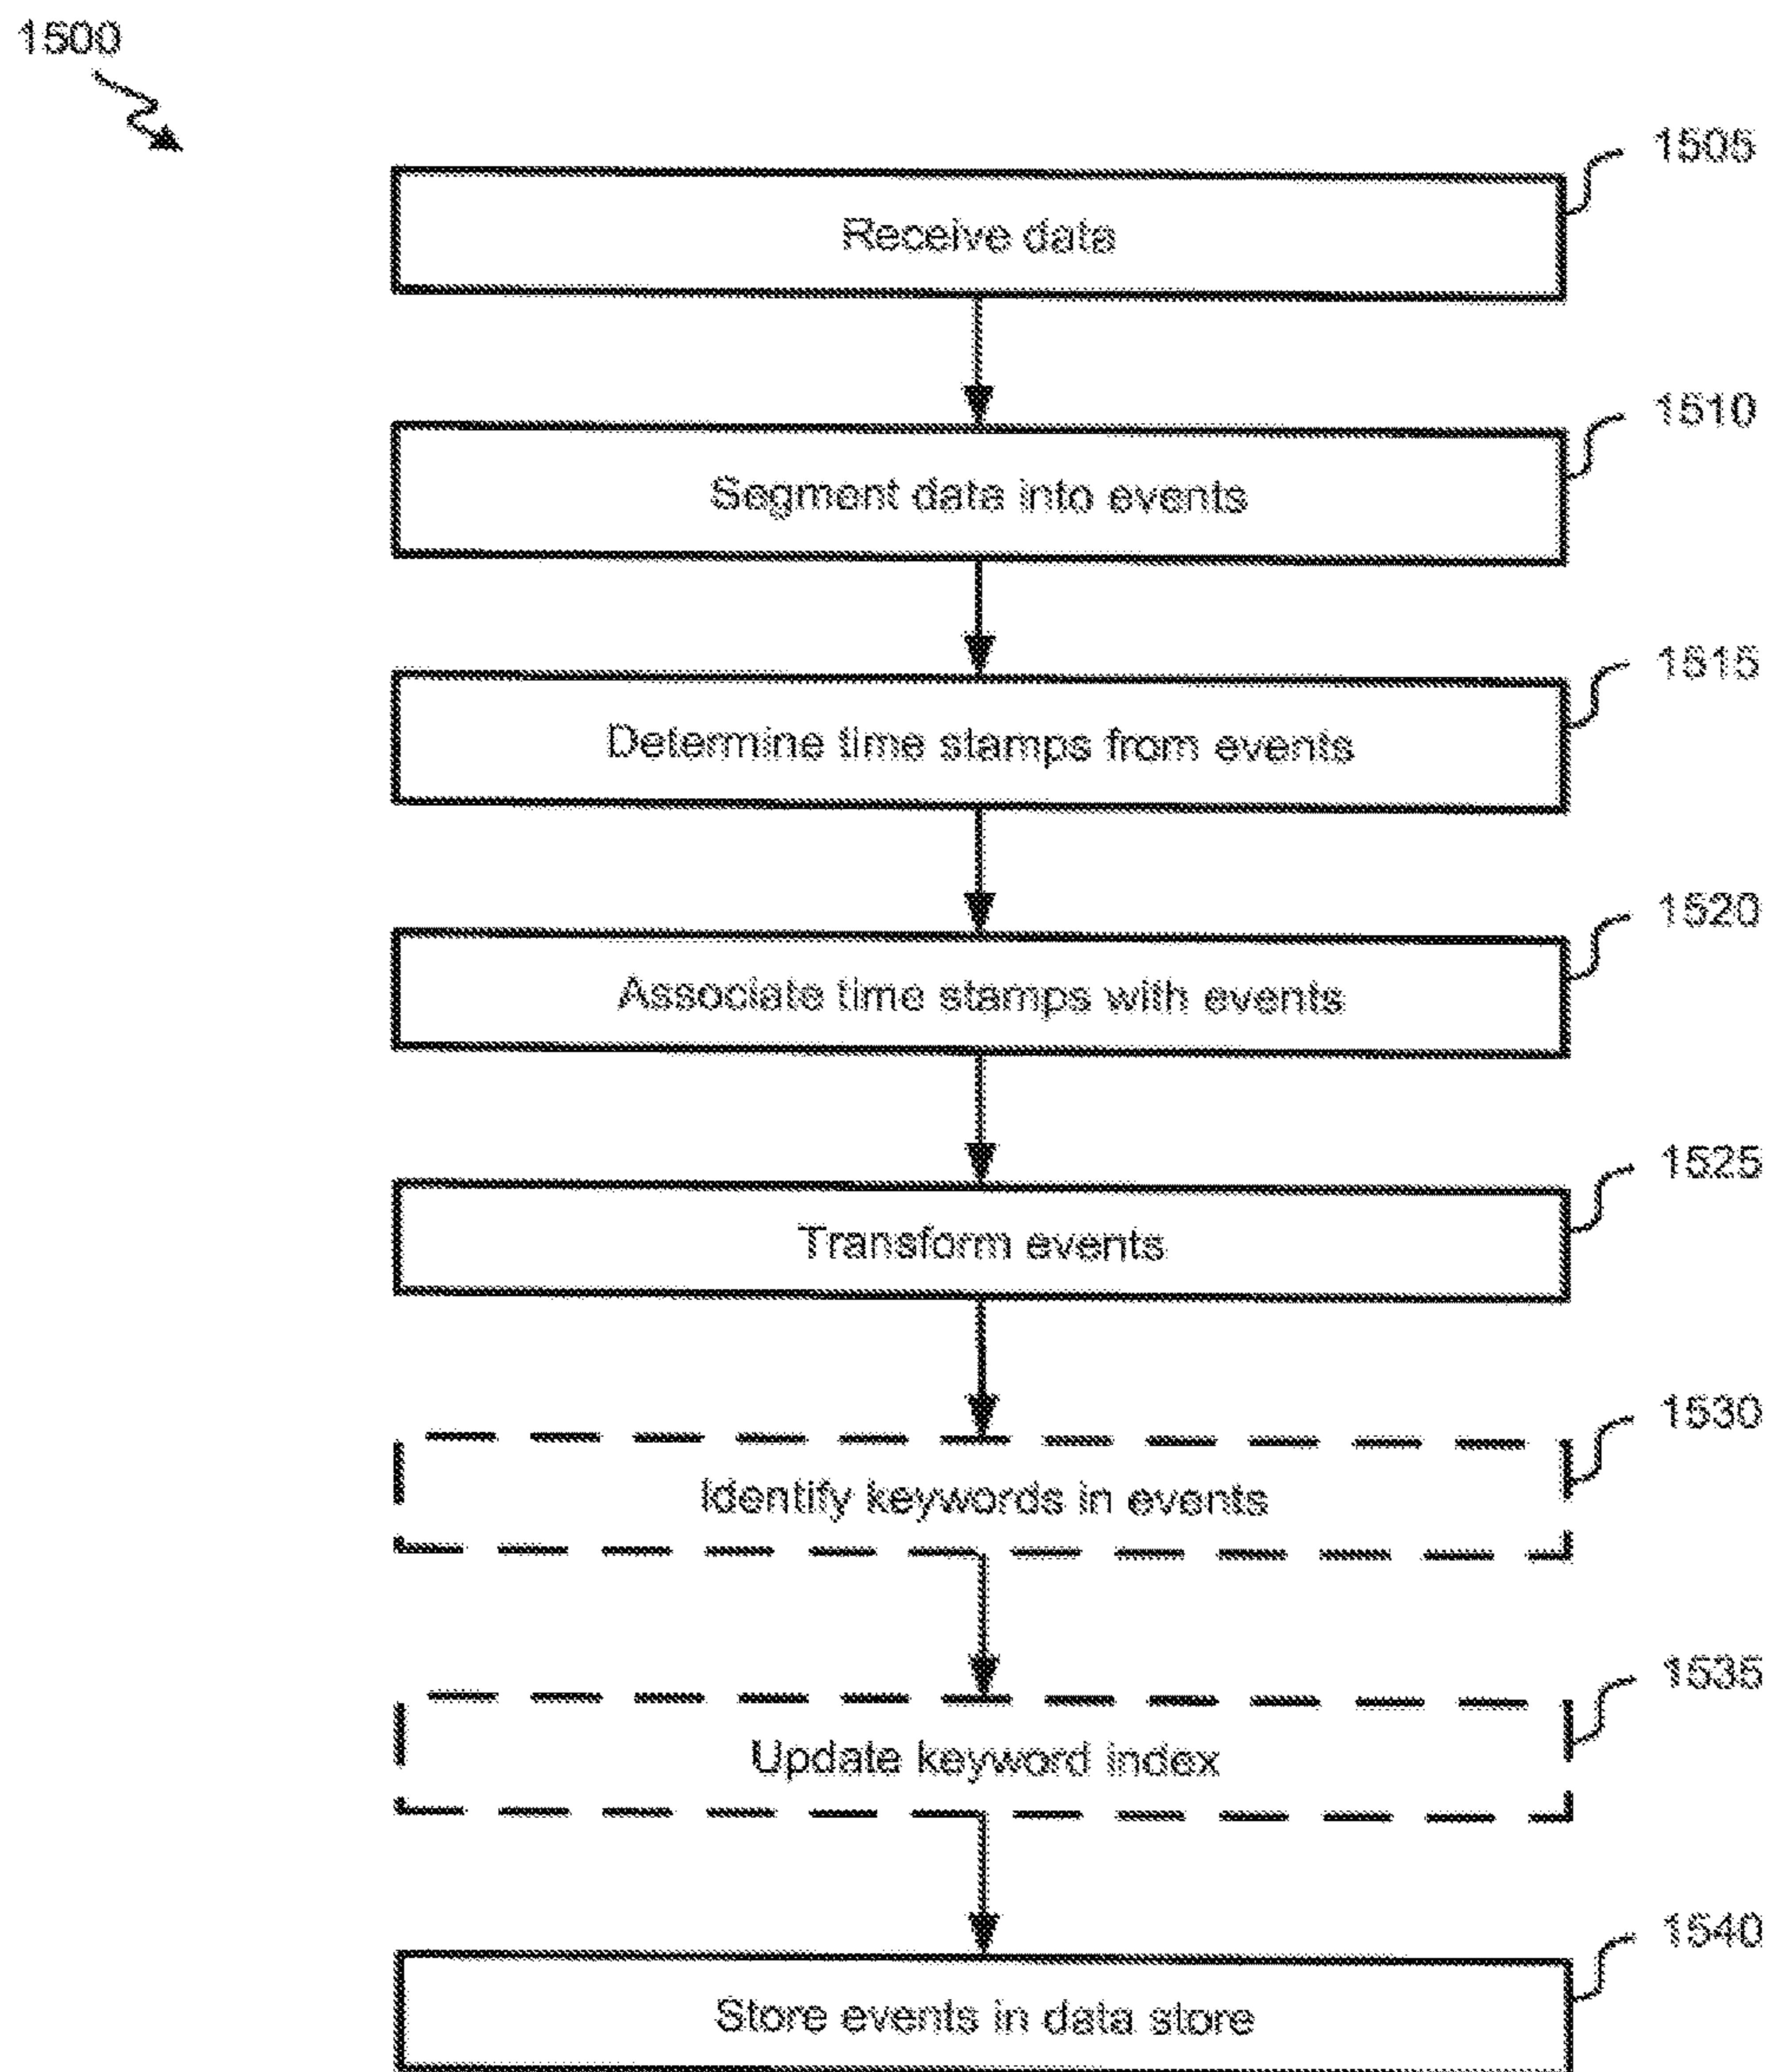 1500
1505
Receive data
1510
Segment data into events
1515
Determine time stamps from events
1520
Associate time stamps with events
1525
Transform events
1530
Identify keywords in events
1535
Update keyword index
1540
Store events in data store